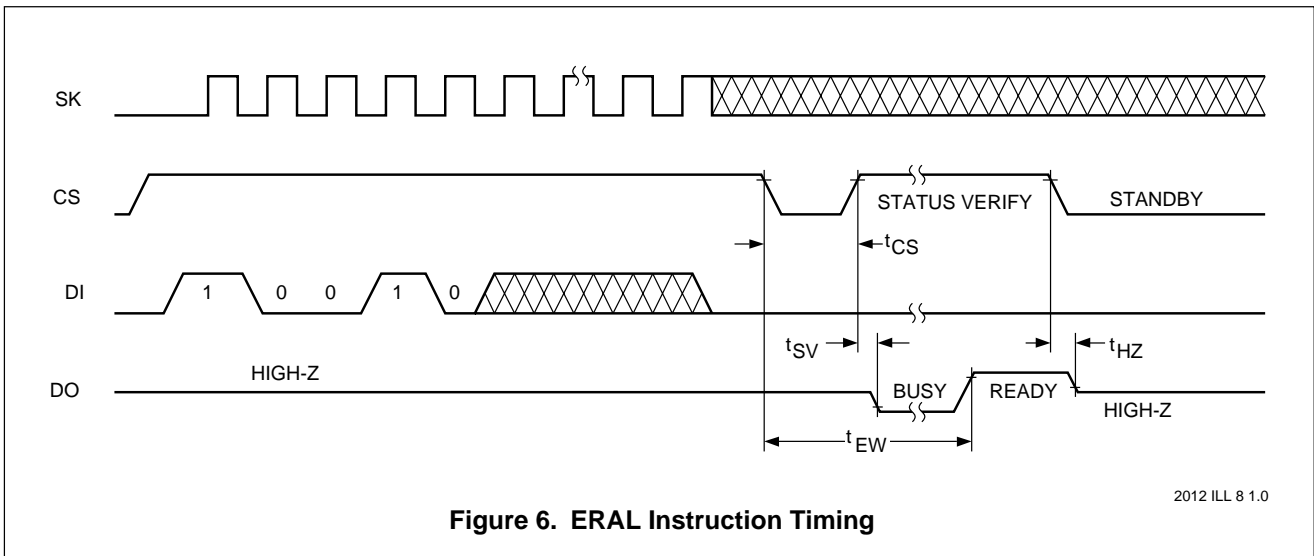 SK
CS
STATUS VERIFY
STANDBY
tCS
DI
1 0 0 1 0
tSV
tHZ
DO
HIGH-Z
BUSY
READY
HIGH-Z
tEW
2012 ILL 8 1.0
Figure 6. ERAL Instruction Timing